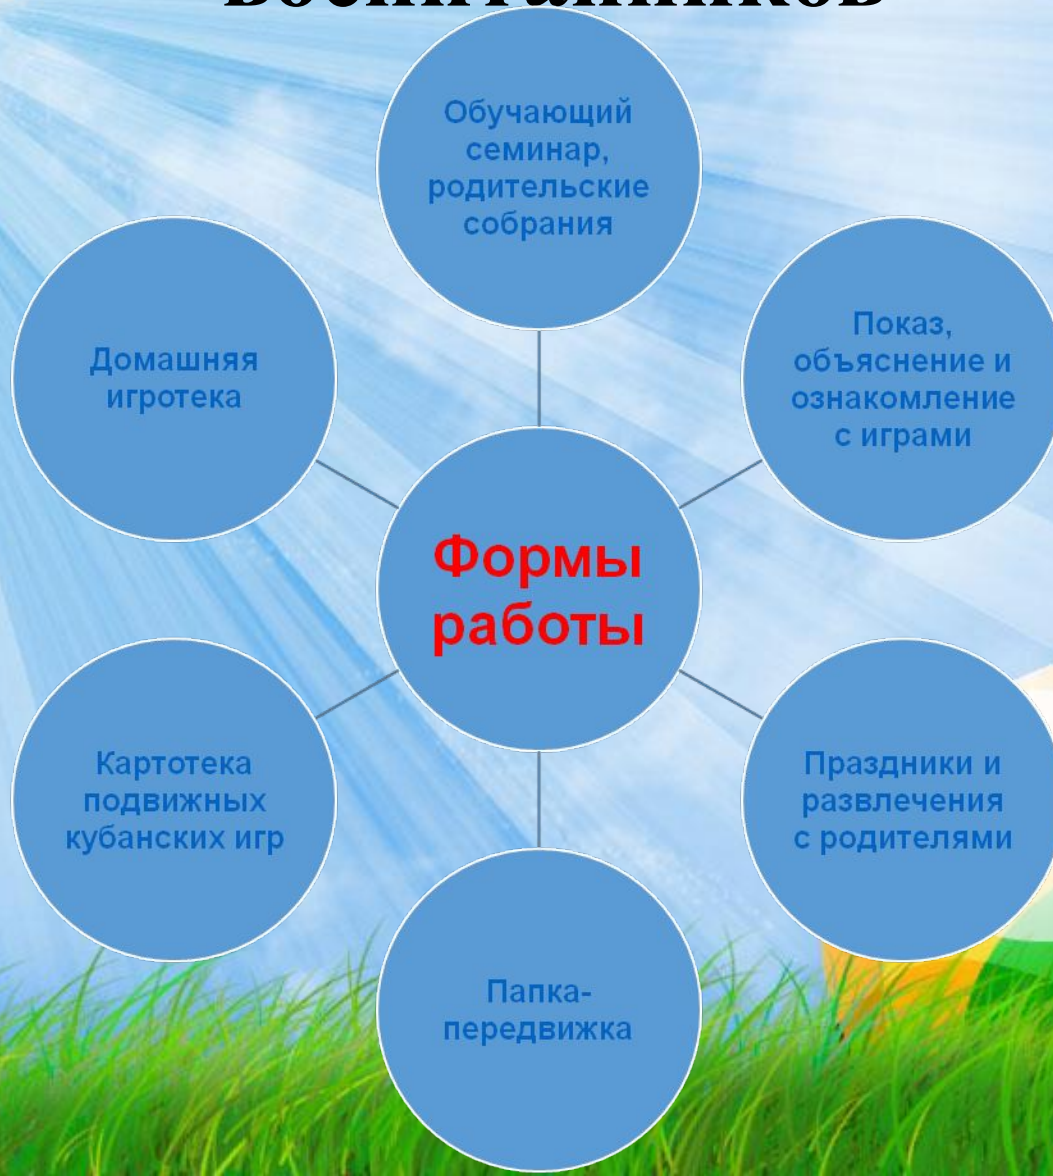 воспитанников
Обучающий
семинар,
родительские
собрания
Показ,
объяснение и
ознакомление
с играми
Праздники и
развлечения
с родителями
Папка-
передвижка
Картотека
подвижных
кубанских игр
Домашняя
игротека
Формы
работы